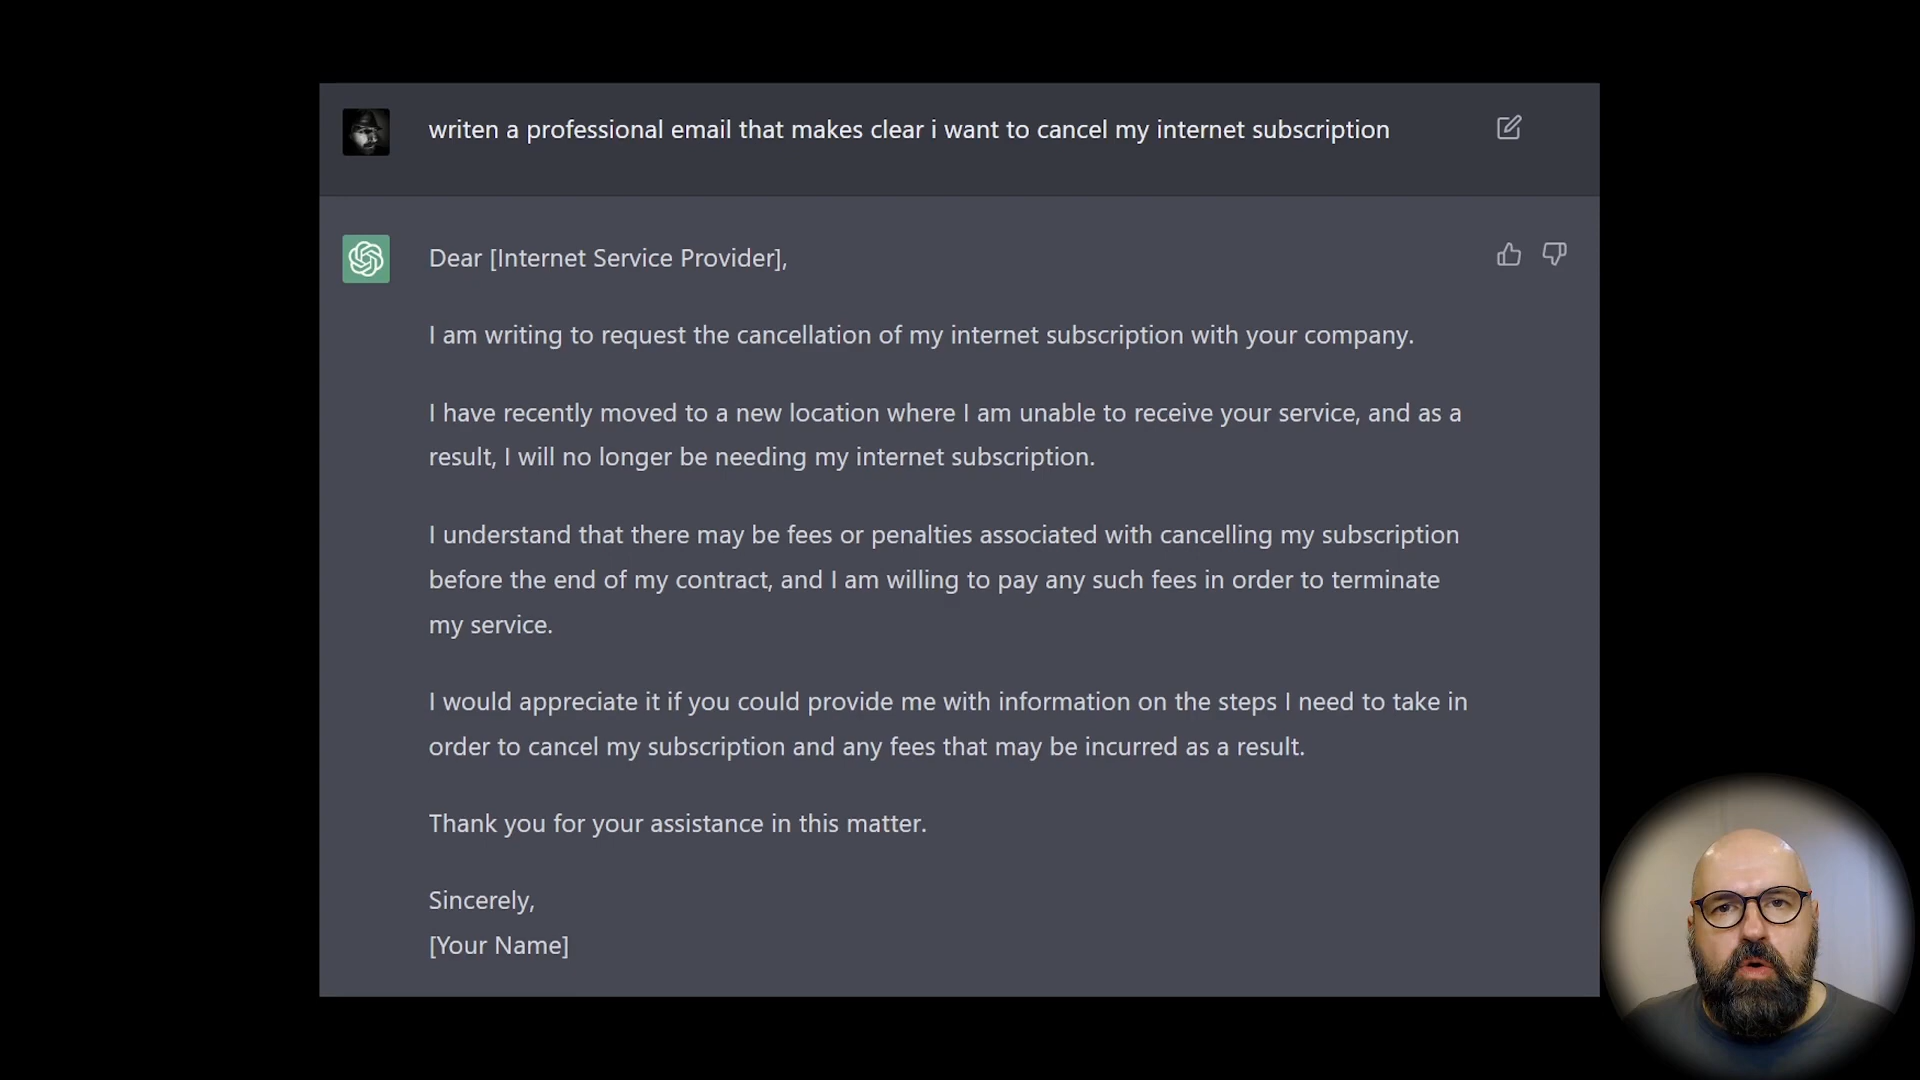 writen a professional email that makes clear i want to cancel my internet subscription
Dear [Internet Service Provider],
I am writing to request the cancellation of my internet subscription with your company.
I have recently moved to a new location where I am unable to receive your service, and as a
result, I will no longer be needing my internet subscription.
I understand that there may be fees or penalties associated with cancelling my subscription
before the end of my contract, and I am willing to pay any such fees in order to terminate
my service.
I would appreciate it if you could provide me with information on the steps I need to take in
order to cancel my subscription and any fees that may be incurred as a result.
Thank you for your assistance in this matter.
Sincerely,
[Your Name]